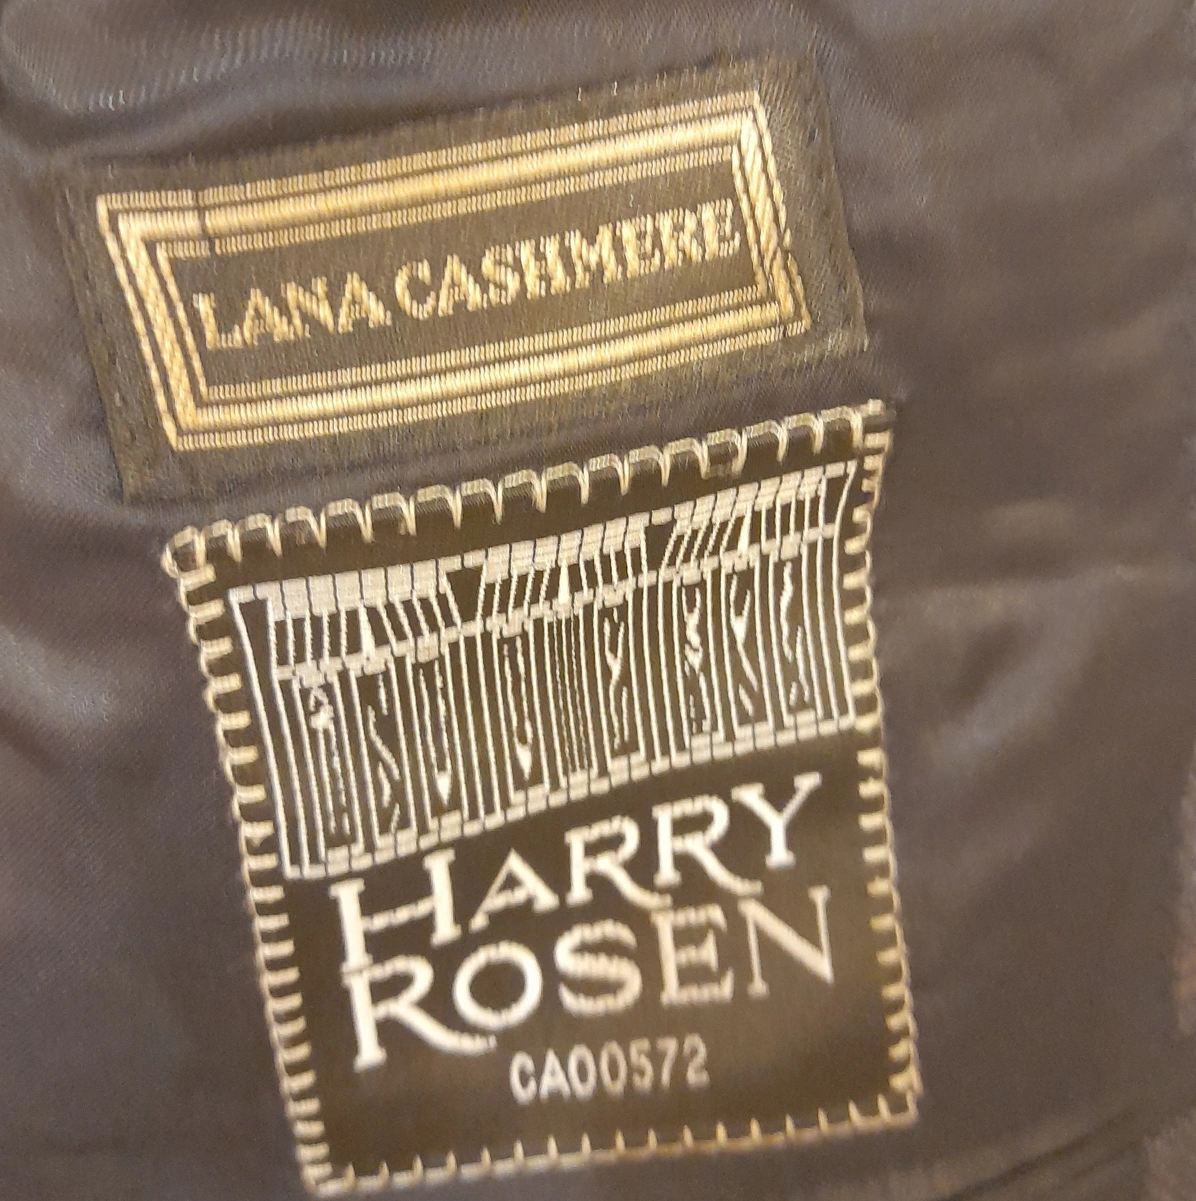 LANA CASHMERE
HARRY
ROSEN
CA00572